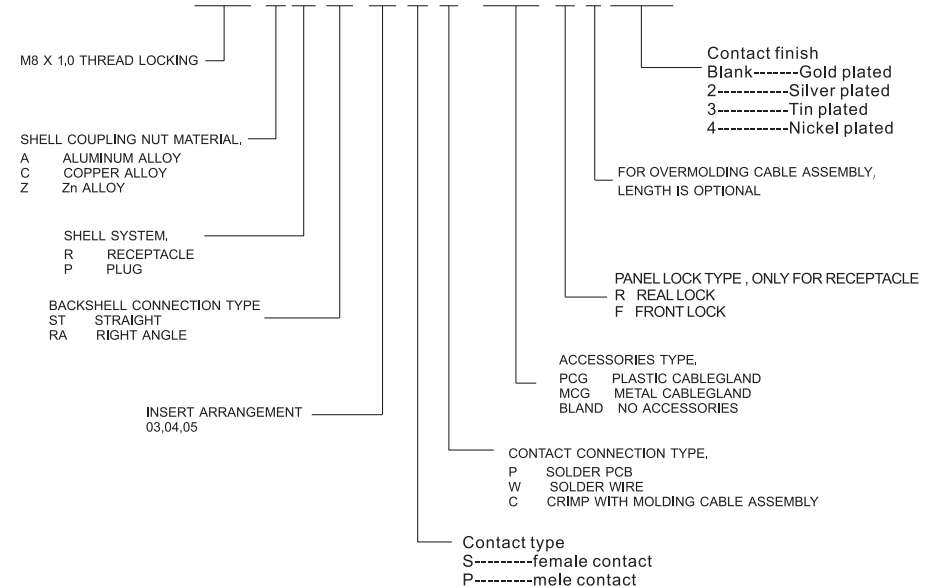 M8 X 1,0 THREAD LOCKING
Contact finish
Blank-------Gold plated
2-----------Silver plated
3-----------Tin plated
4-----------Nickel plated
SHELL COUPLING NUT MATERIAL,
A ALUMINUM ALLOY
C COPPER ALLOY
Z Zn ALLOY
FOR OVERMOLDING CABLE ASSEMBLY,
LENGTH IS OPTIONAL
SHELL SYSTEM,
R RECEPTACLE
P PLUG
PANEL LOCK TYPE , ONLY FOR RECEPTACLE
R REAL LOCK
F FRONT LOCK
BACKSHELL CONNECTION TYPE
ST STRAIGHT
RA RIGHT ANGLE
ACCESSORIES TYPE,
PCG PLASTIC CABLEGLAND
MCG METAL CABLEGLAND
BLAND NO ACCESSORIES
INSERT ARRANGEMENT
03,04,05
CONTACT CONNECTION TYPE,
P SOLDER PCB
W SOLDER WIRE
C CRIMP WITH MOLDING CABLE ASSEMBLY
Contact type
S---------female contact
P---------mele contact